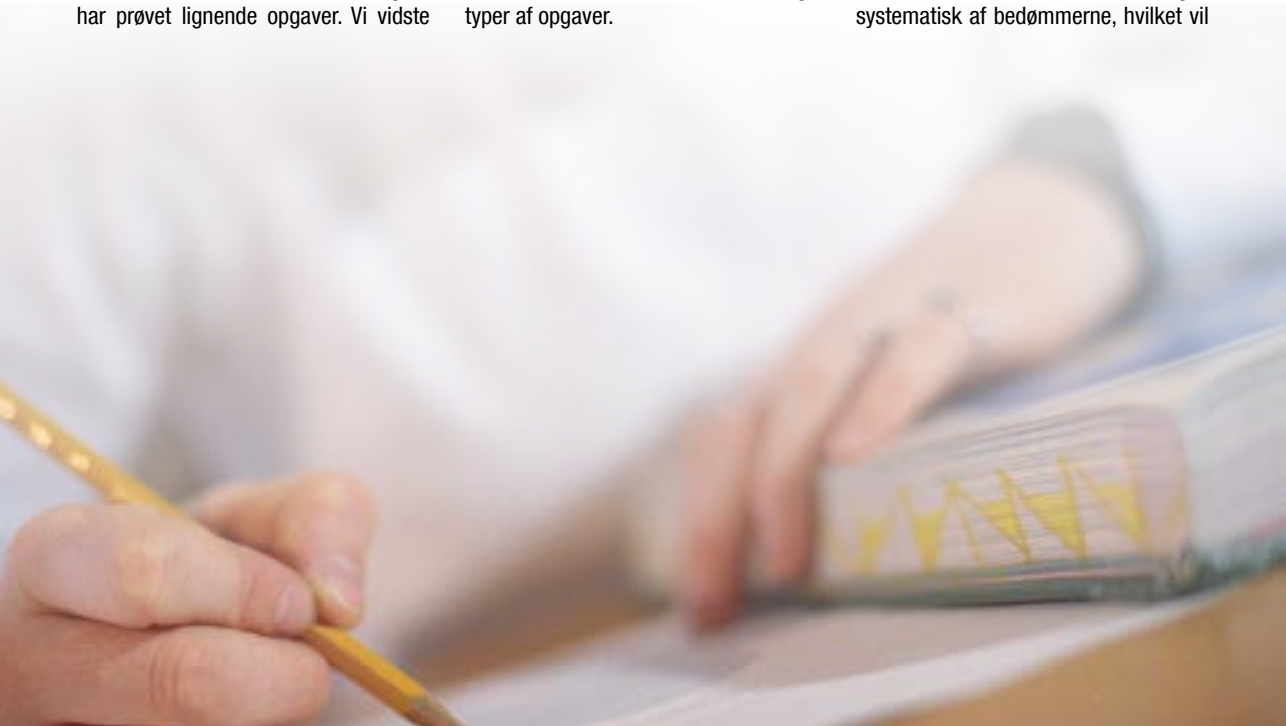 har prøvet lignende opgaver. Vi vidste
typer af opgaver.
systematisk af bedømmerne, hvilket vil